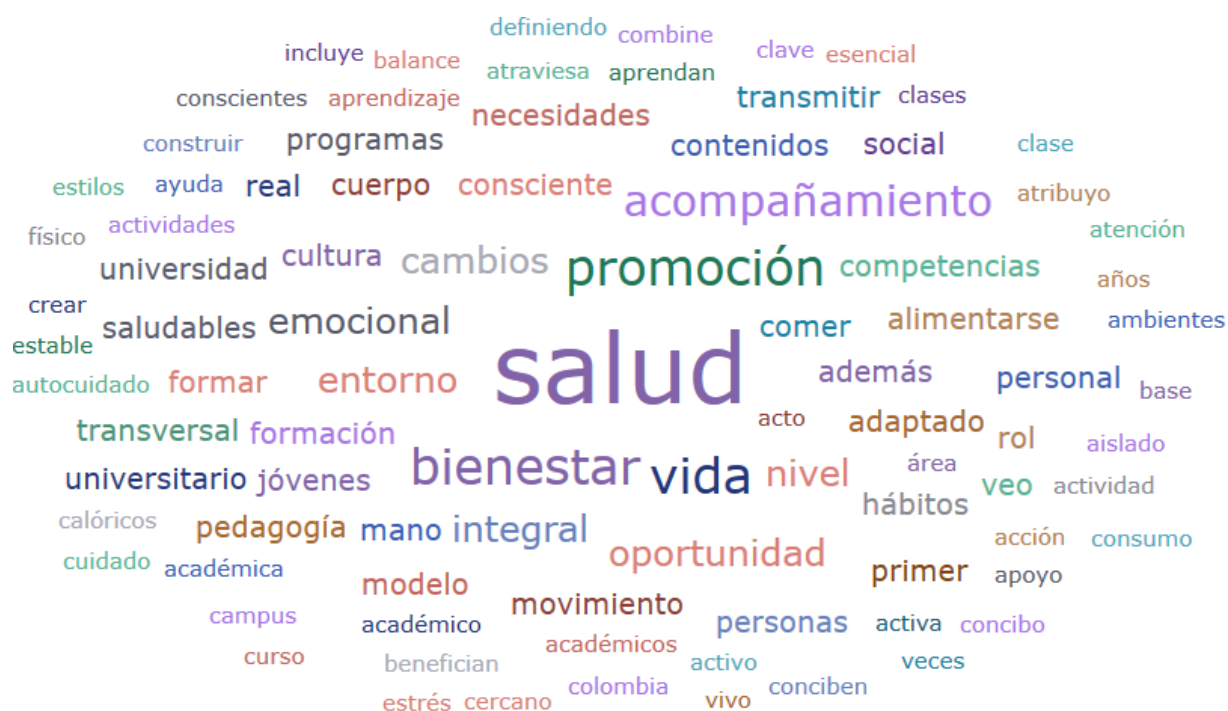 definiendo combine
incluye balance atraviesa aprendan clave esencial
conscientes aprendizaje necesidades transmitir clases
construir programas contenidos social clase
estilos ayuda real cuerpo consciente acompañamiento atribuyo
físico actividades universidad cultura cambios promoción competencias atención
años
crear saludables emocional salud comer alimentarse ambientes
estable
autocuidado formar entorno además personal base
transversal formación acto adaptado rol aislado
universitario jóvenes bienestar vida nivel área veo actividad
hábitos
calóricos pedagogía mano integral oportunidad acción consumo
cuidado académica modelo primer apoyo
campus académico movimiento personas activa concibo
curso benefician académicos activo veces
estrés cercano colombia vivo conciben